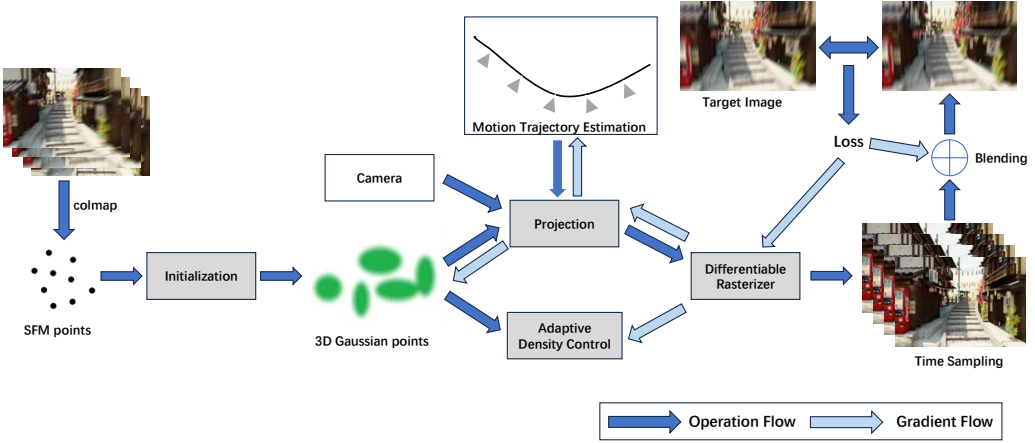 Motion Trajectory Estimation
Target Image
Loss
Blending
Camera
colmap
Projection
Initialization
Differentiable
Rasterizer
SFM points
3D Gaussian points
Adaptive
Density Control
Time Sampling
Operation Flow
Gradient Flow